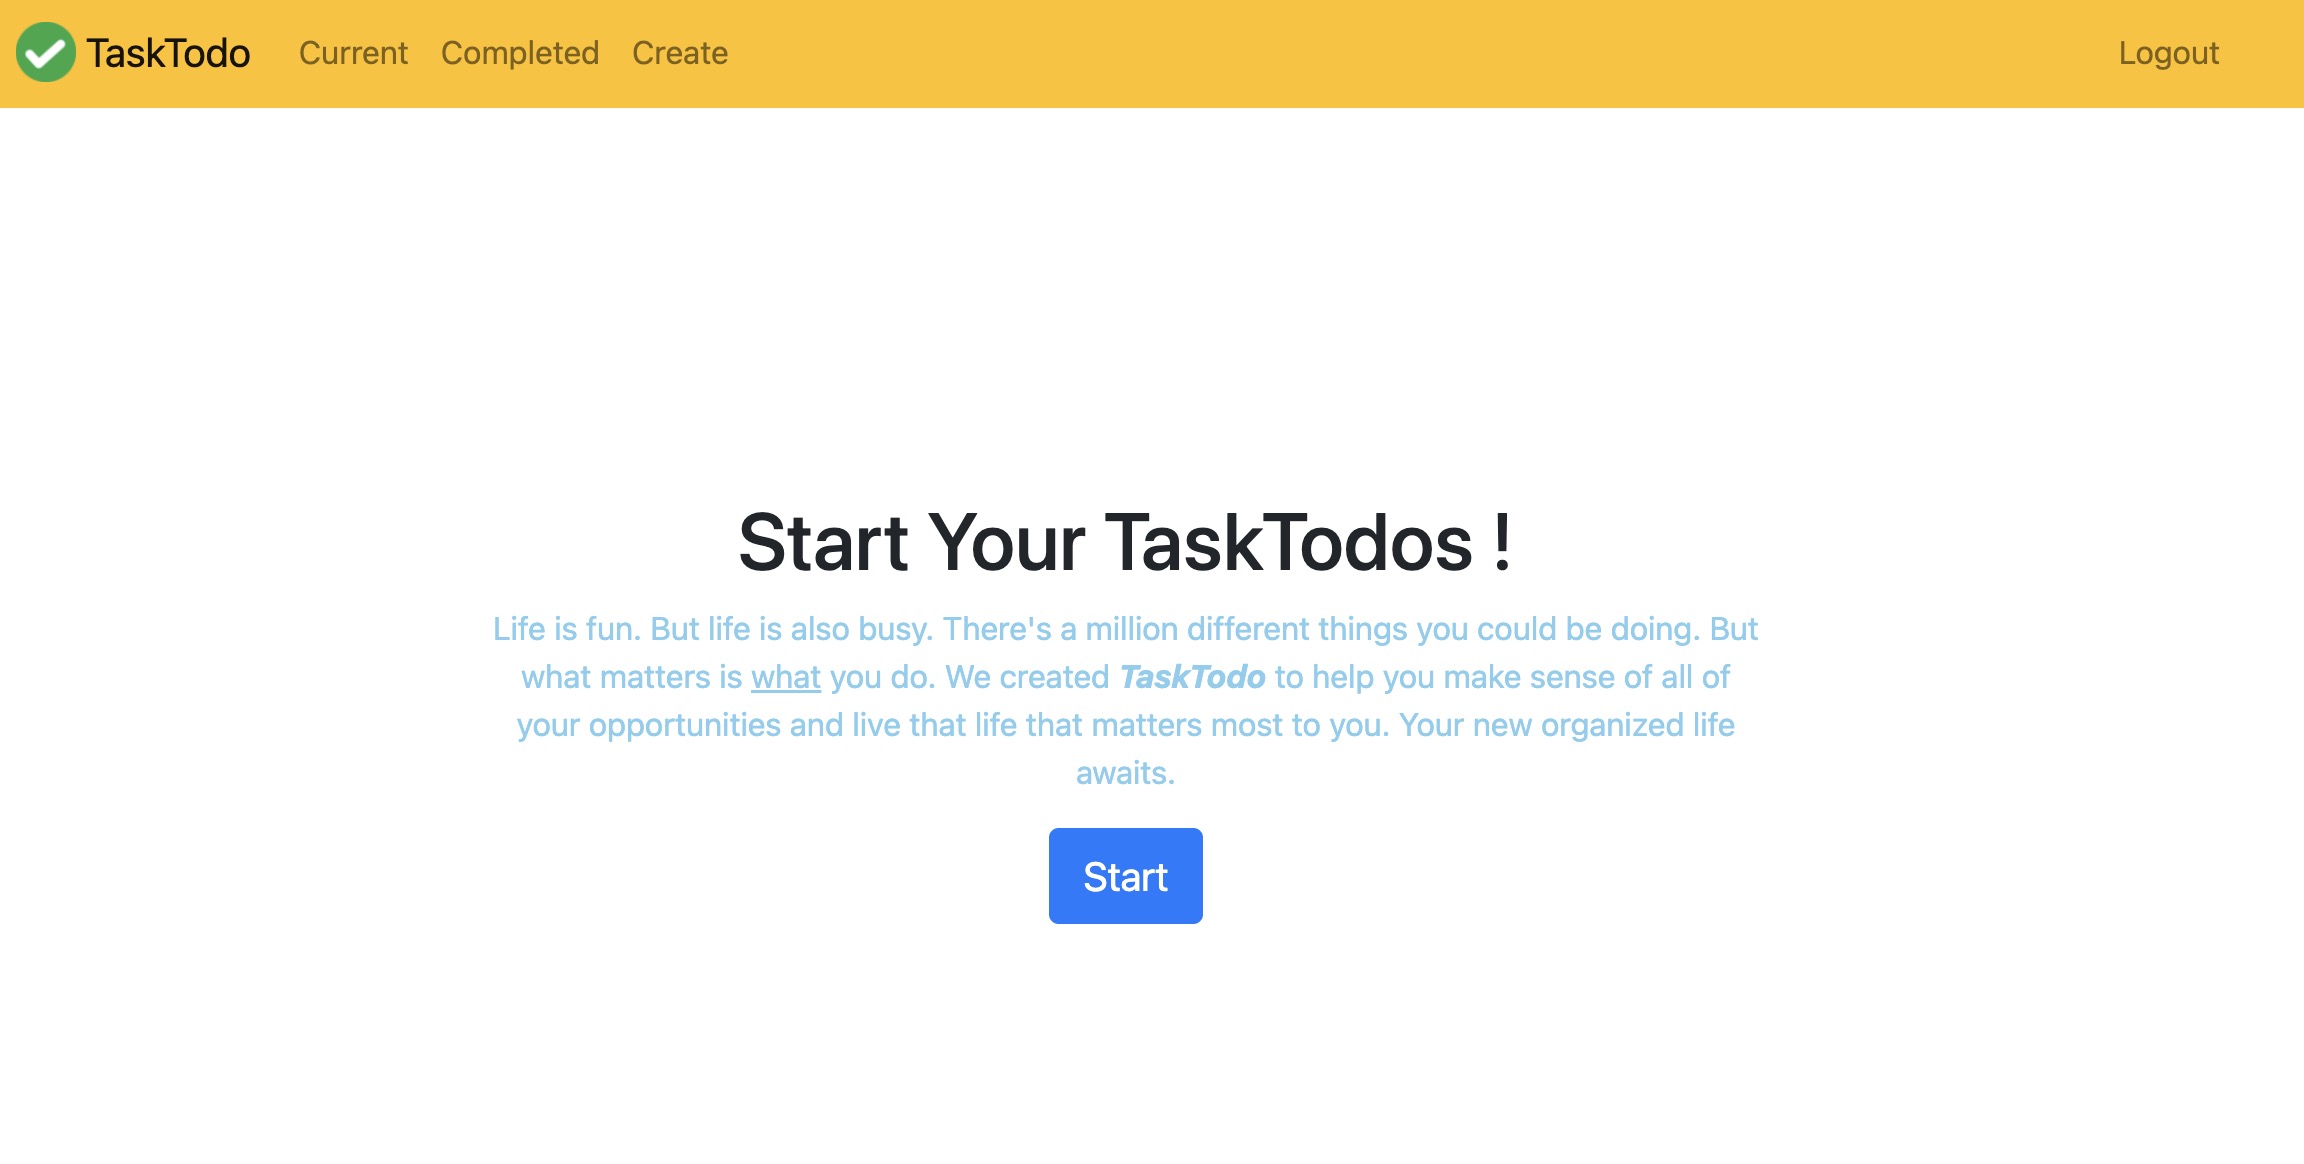 TaskTodo Current Completed Create Logout
Start Your TaskTodos !
Life is fun. But life is also busy. There's a million different things you could be doing. But
what matters is what you do. We created TaskTodo to help you make sense of all of
your opportunities and live that life that matters most to you. Your new organized life
awaits.
Start